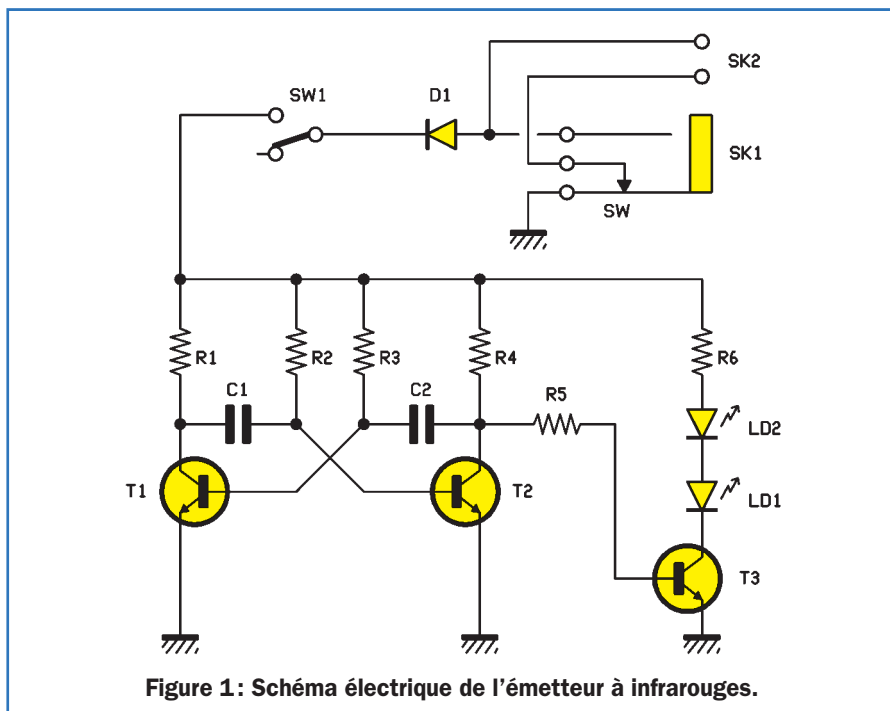 SK2
SW1
D1
SK1
SW
R1
R2
R3
R4
R6
C1
C2
R5
LD2
T1
T2
LD1
T3
Figure 1: Schéma électrique de l'émetteur à infrarouges.